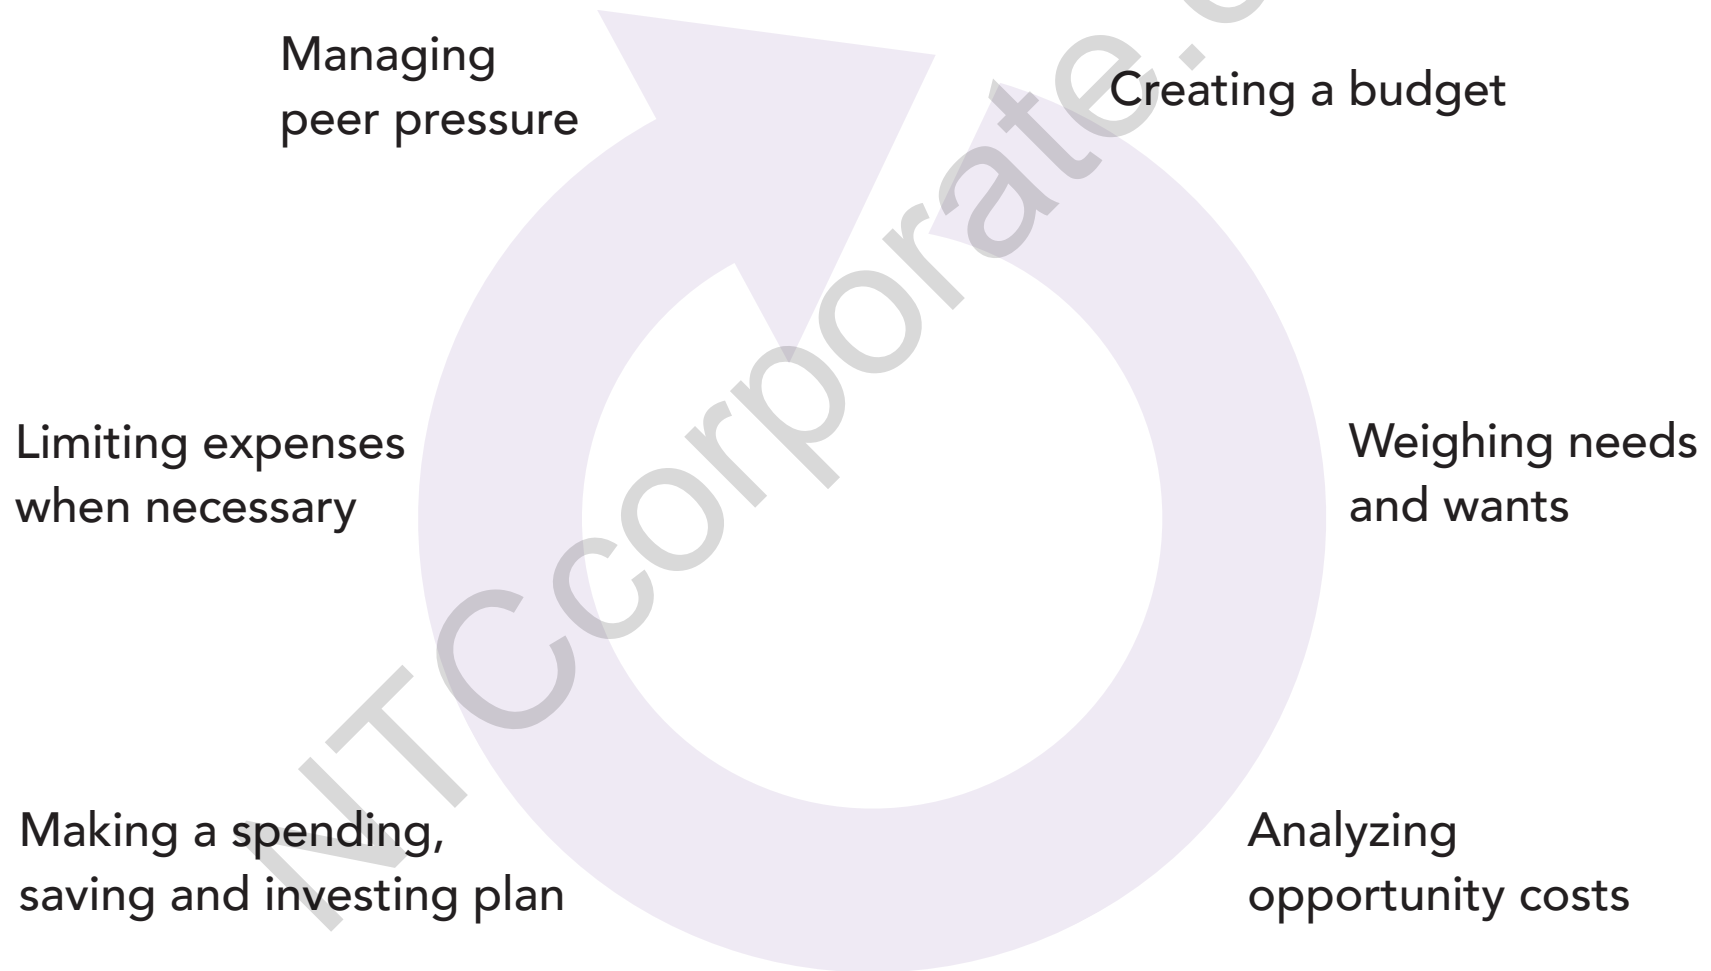 Managing
peer pressure
Creating a budget
Limiting expenses
when necessary
Weighing needs
and wants
Making a spending,
saving and investing plan
Analyzing
opportunity costs
NTCcorporate.